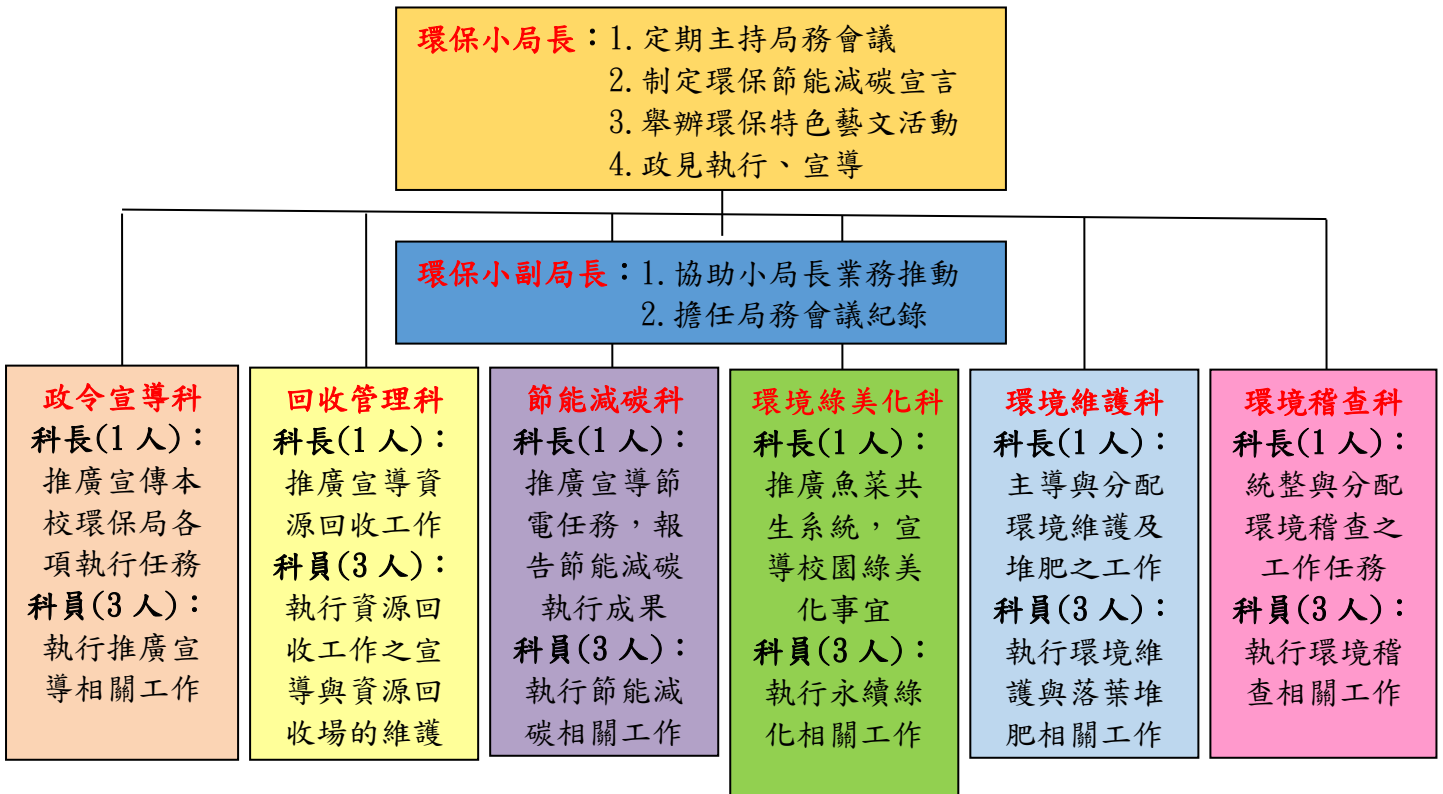 環保小局長：1.定期主持局務會議
2.制定環保節能減碳宣言
3.舉辦環保特色藝文活動
4.政見執行、宣導
環保小副局長：1.協助小局長業務推動
2.擔任局務會議紀錄
政令宣導科
科長(1人)：
推廣宣傳本
校環保局各
項執行任務
科員(3人)：
執行推廣宣
導相關工作
回收管理科
科長(1人)：
推廣宣導資
源回收工作
科員(3人)：
執行資源回
收工作之宣
導與資源回
收場的維護
節能減碳科
科長(1人)：
推廣宣導節
電任務，報
告節能減碳
執行成果
科員(3人)：
執行節能減
碳相關工作
環境綠美化科
科長(1人)：
推廣魚菜共
生系統，宣
導校園綠美
化事宜
科員(3人)：
執行永續綠
化相關工作
環境維護科
科長(1人)：
主導與分配
環境維護及
堆肥之工作
科員(3人)：
執行環境維
護與落葉堆
肥相關工作
環境稽查科
科長(1人)：
統整與分配
環境稽查之
工作任務
科員(3人)：
執行環境稽
查相關工作